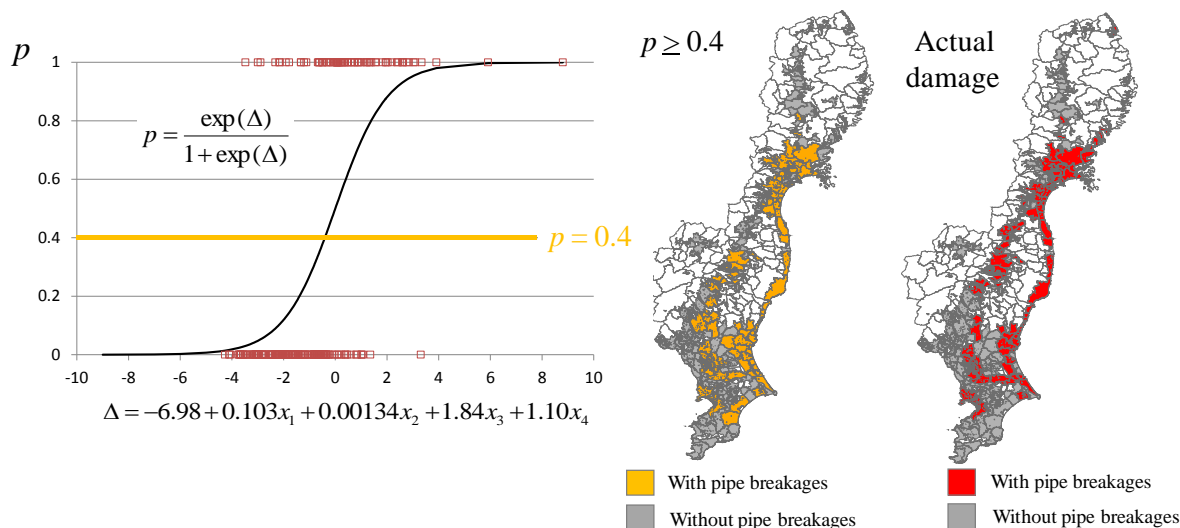 p
1
0.8
0.6
0.4
0.2
0
-10 -8 -6 -4 -2 0 2 4 6 8 10
p = exp(Δ) / 1 + exp(Δ)
p = 0.4
Δ = −6.98 + 0.103x₁ + 0.00134x₂ + 1.84x₃ + 1.10x₄
p ≥ 0.4
With pipe breakages
Without pipe breakages
Actual
damage
With pipe breakages
Without pipe breakages